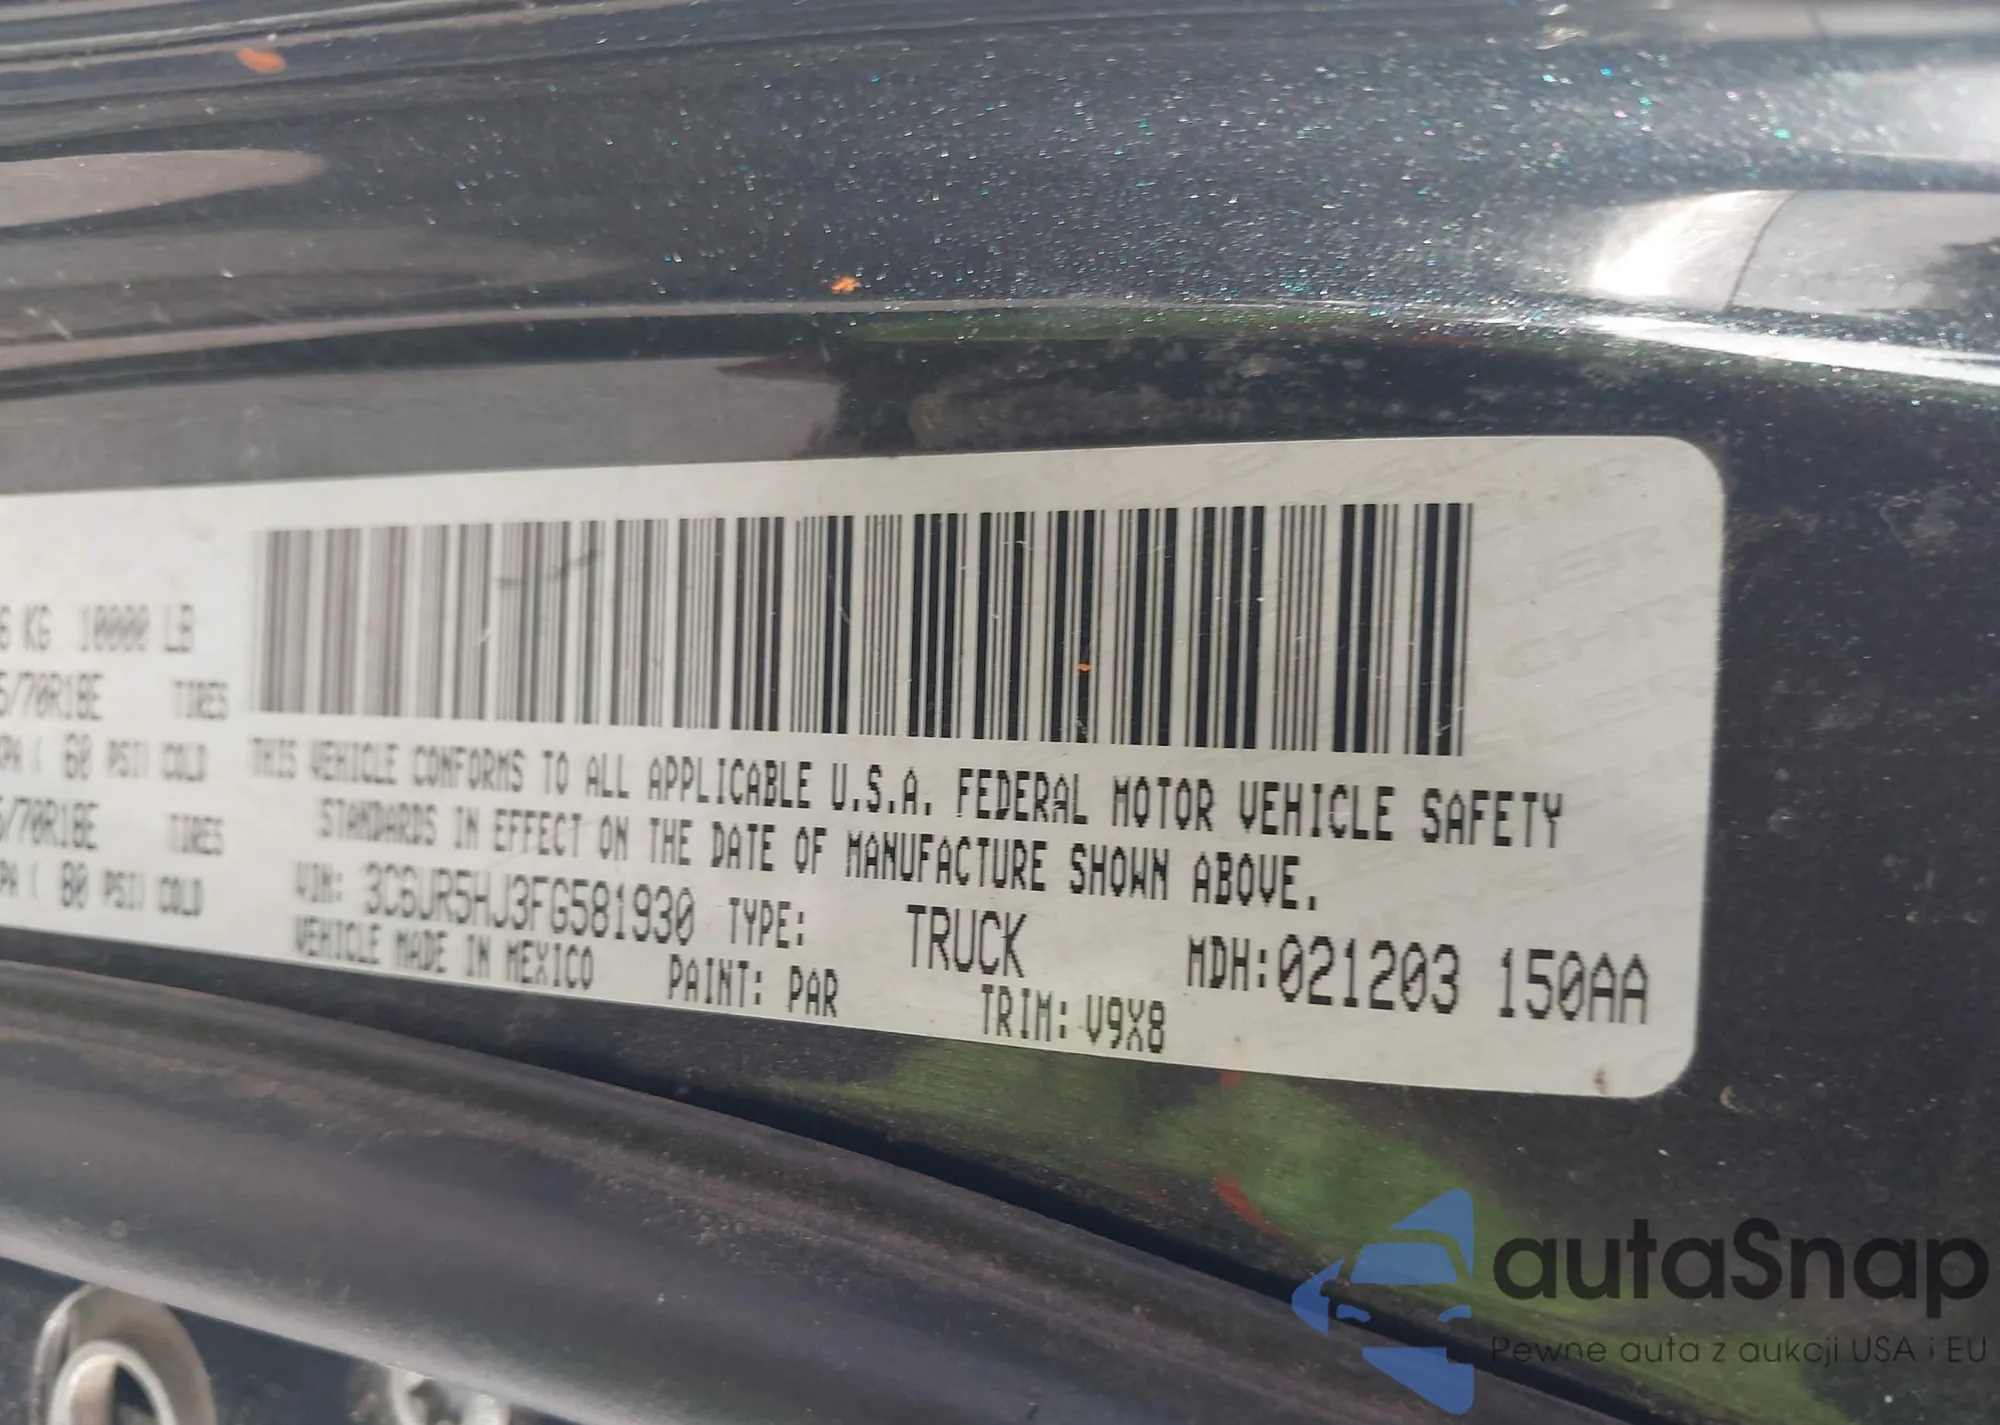 6 KG 10000 LB
5/70R18E TIRES
KPA ( 60 PSI) COLD
5/70R18E TIRES
PA ( 80 PSI) COLD
THIS VEHICLE CONFORMS TO ALL APPLICABLE U.S.A. FEDERAL MOTOR VEHICLE SAFETY
STANDARDS IN EFFECT ON THE DATE OF MANUFACTURE SHOWN ABOVE.
VIN: 3C6JR5HJ3FG581930 TYPE: TRUCK MDH:021203 150AA
VEHICLE MADE IN MEXICO PAINT: PAR TRIM: V9X8
autaSnap
Pewne auta z aukcji USA i EU